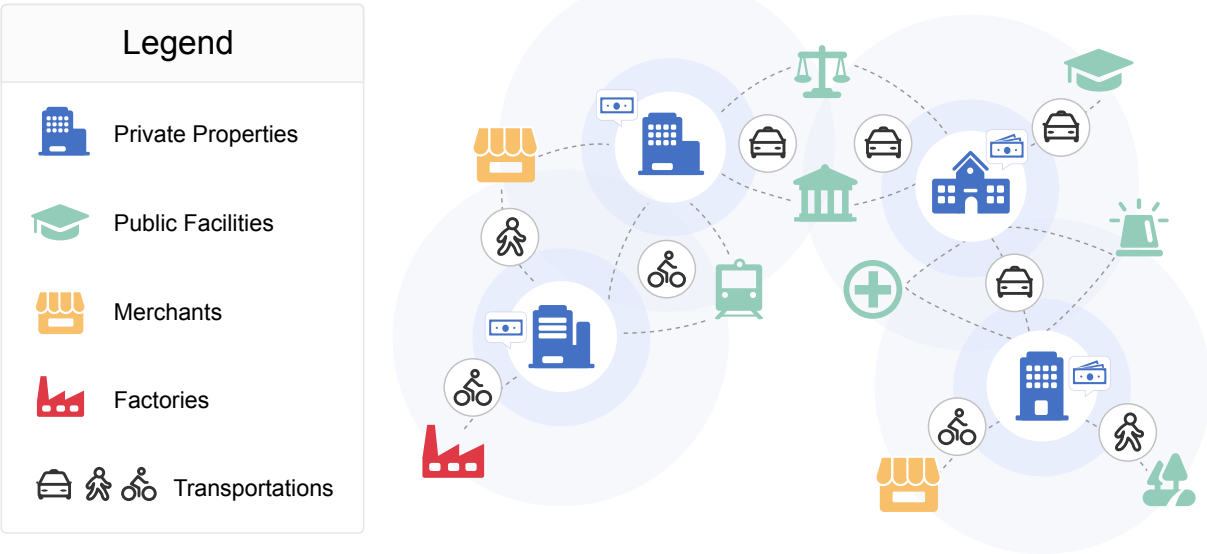 Legend
Private Properties
Public Facilities
Merchants
Factories
Transportations